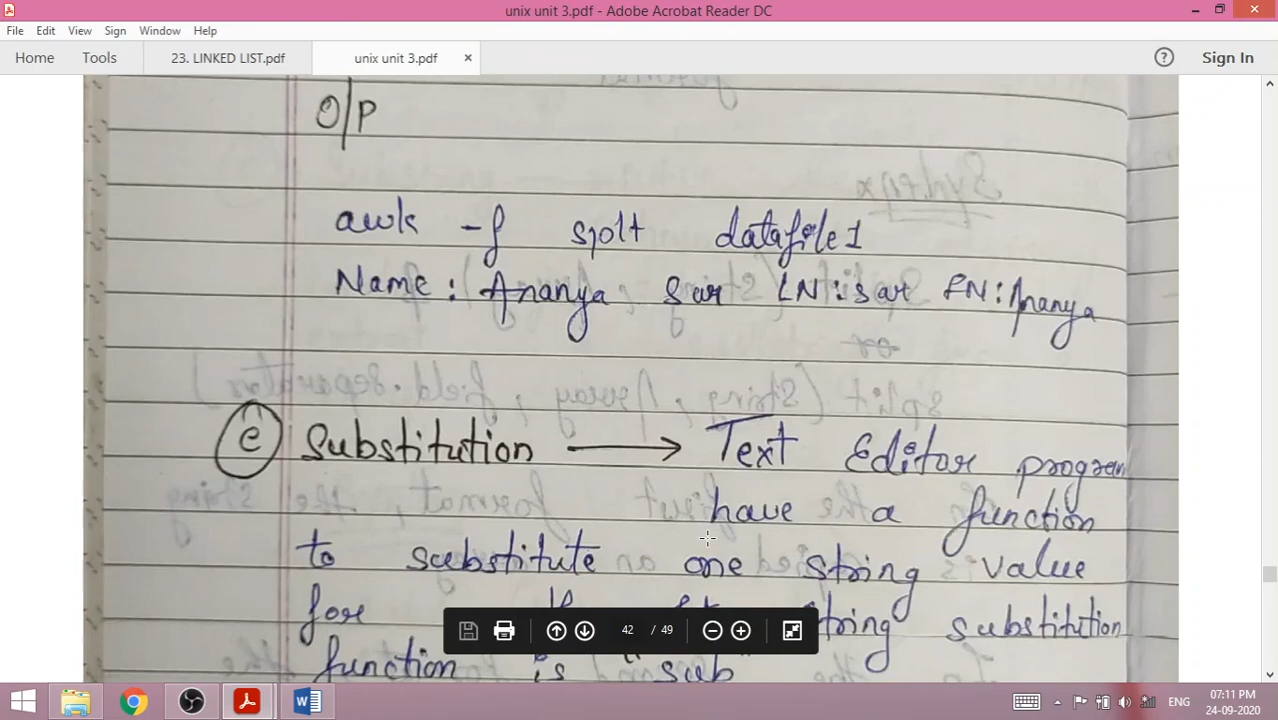 unix unit 3.pdf - Adobe Acrobat Reader DC
File Edit View Sign Window Help
Home Tools 23. LINKED LIST.pdf unix unit 3.pdf × ? Sign In
O/P
awk -f split datafile1
Name : Ananya Sar LN : Sar FN : Ananya
e Substitution → Text Editor program
have a function
to substitute one string value
for string substitution
function is "sub"
42 / 49
ENG 07:11 PM
24-09-2020